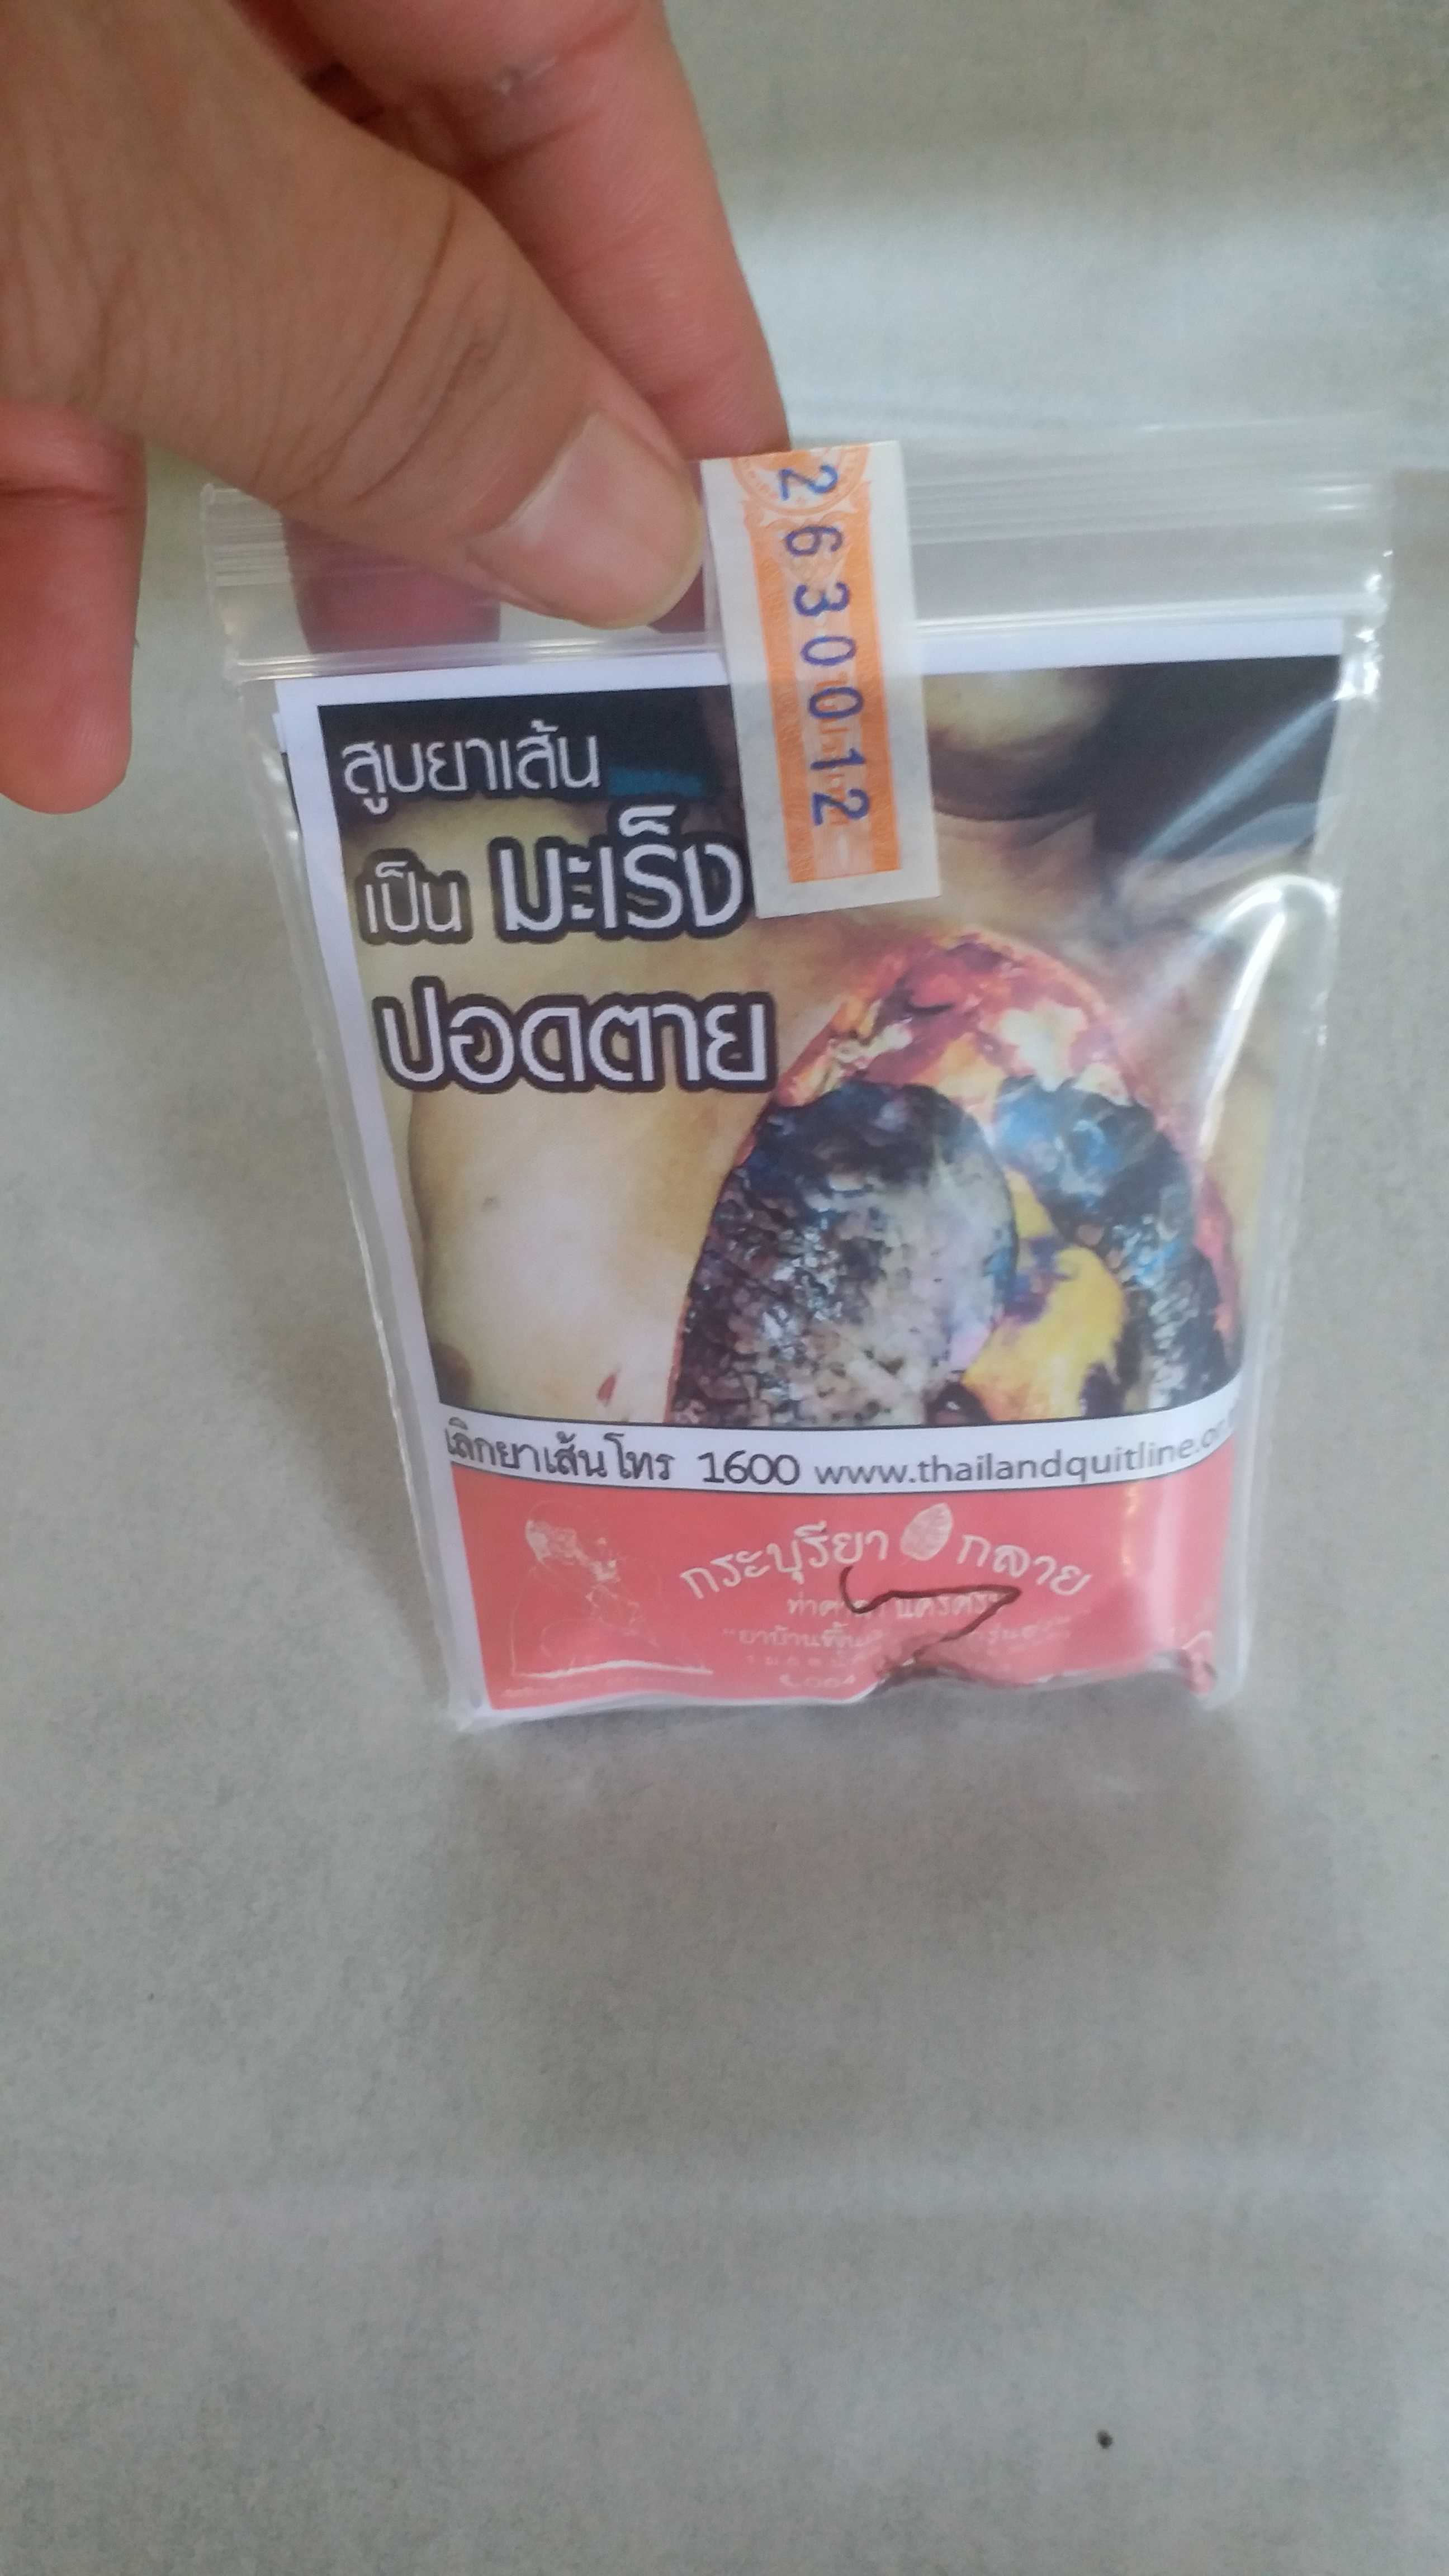 2630012
สูบยาเส้น
เป็น มะเร็ง
ปอดตาย
เลิกยาเส้นโทร 1600 www.thailandquitline.or
กระบุรียา กลาย